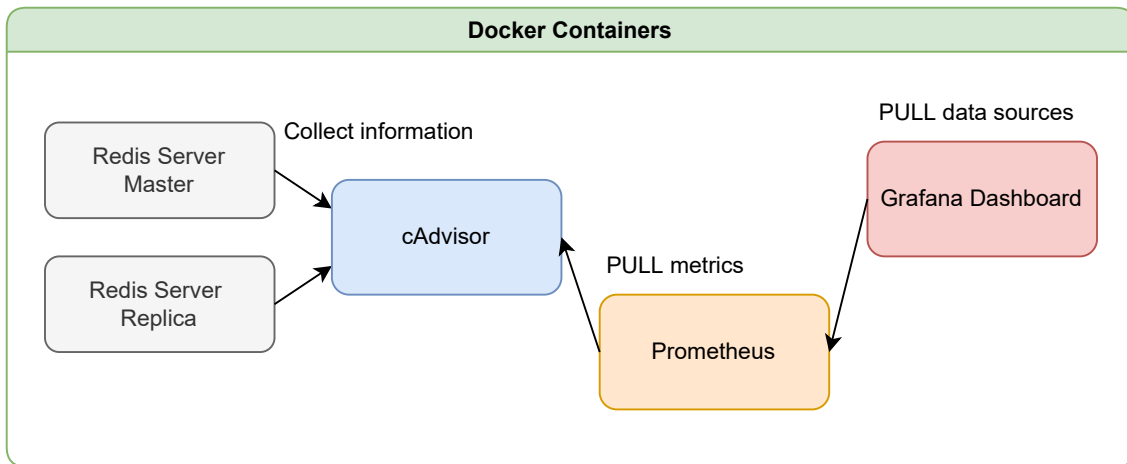 Docker Containers
Redis Server
Master
Collect information
cAdvisor
Redis Server
Replica
PULL metrics
Prometheus
PULL data sources
Grafana Dashboard